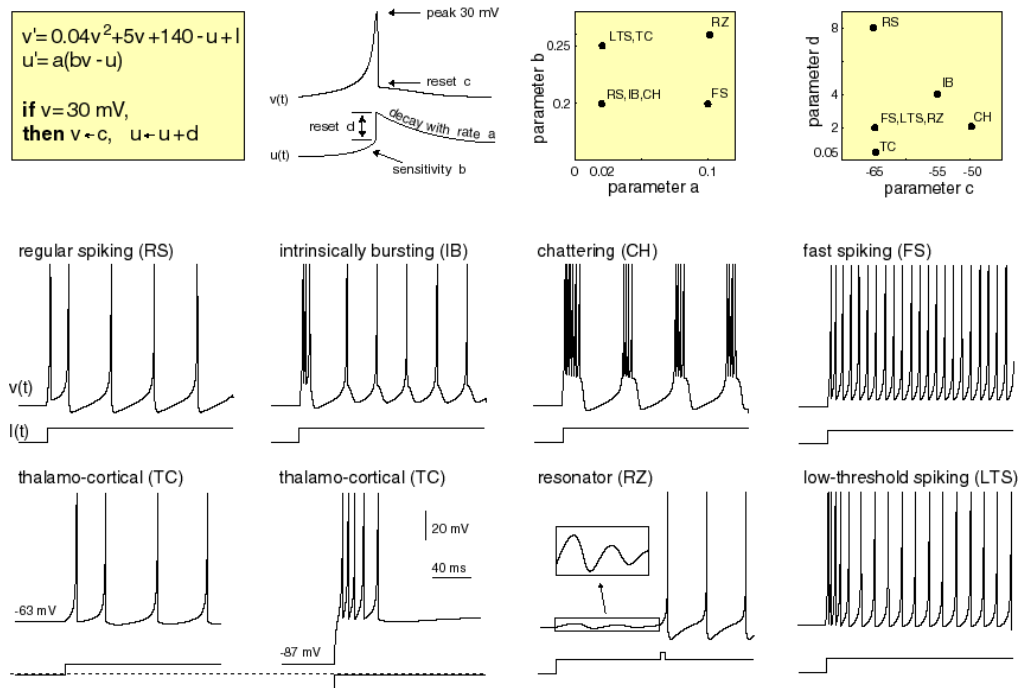 v'= 0.04v²+5v +140 - u + I
u'= a(bv - u)
if v = 30 mV,
then v ← c, u ← u + d
peak 30 mV
reset c
v(t)
reset d
decay with rate a
u(t)
sensitivity b
parameter b
0.25
0.2
LTS,TC
RZ
RS,IB,CH
FS
0
0.02
0.1
parameter a
parameter d
8
4
2
0.05
RS
IB
FS,LTS,RZ
CH
TC
-65
-55
-50
parameter c
regular spiking (RS)
intrinsically bursting (IB)
chattering (CH)
fast spiking (FS)
v(t)
I(t)
thalamo-cortical (TC)
thalamo-cortical (TC)
resonator (RZ)
low-threshold spiking (LTS)
20 mV
40 ms
-63 mV
-87 mV